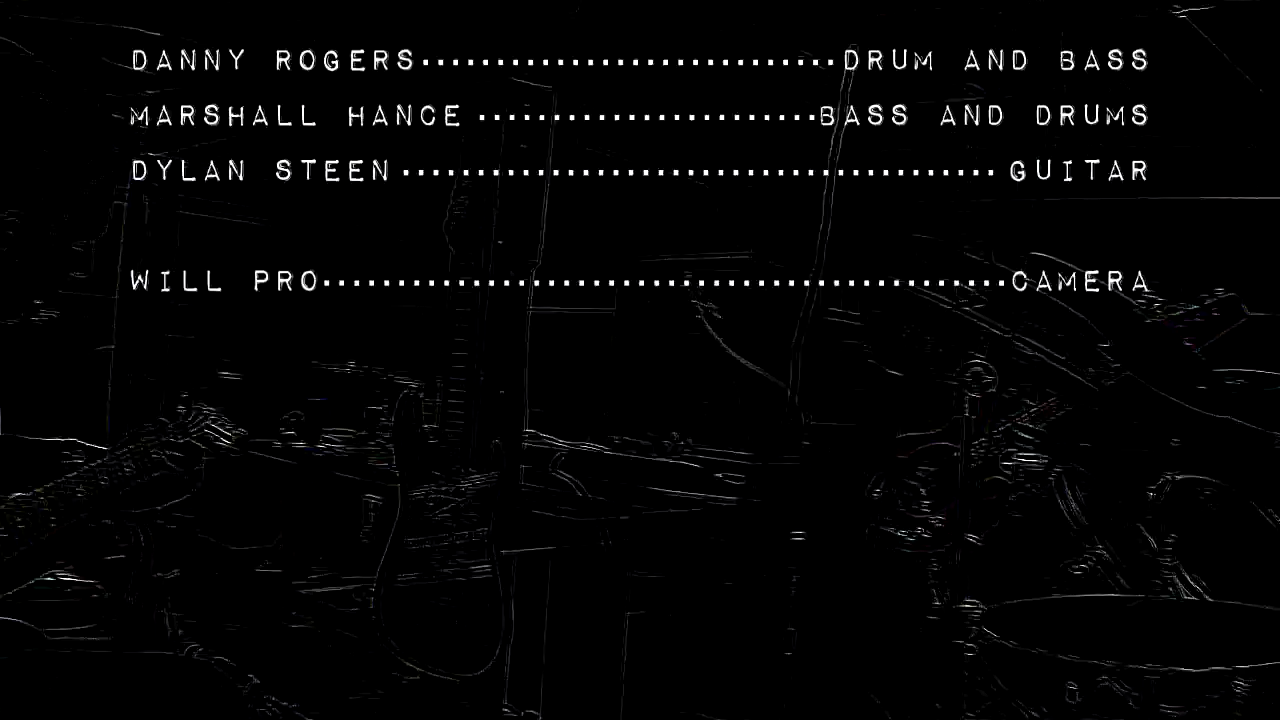 DANNY ROGERS............................DRUM AND BASS
MARSHALL HANCE.......................BASS AND DRUMS
DYLAN STEEN........................................GUITAR
WILL PRO..............................................CAMERA